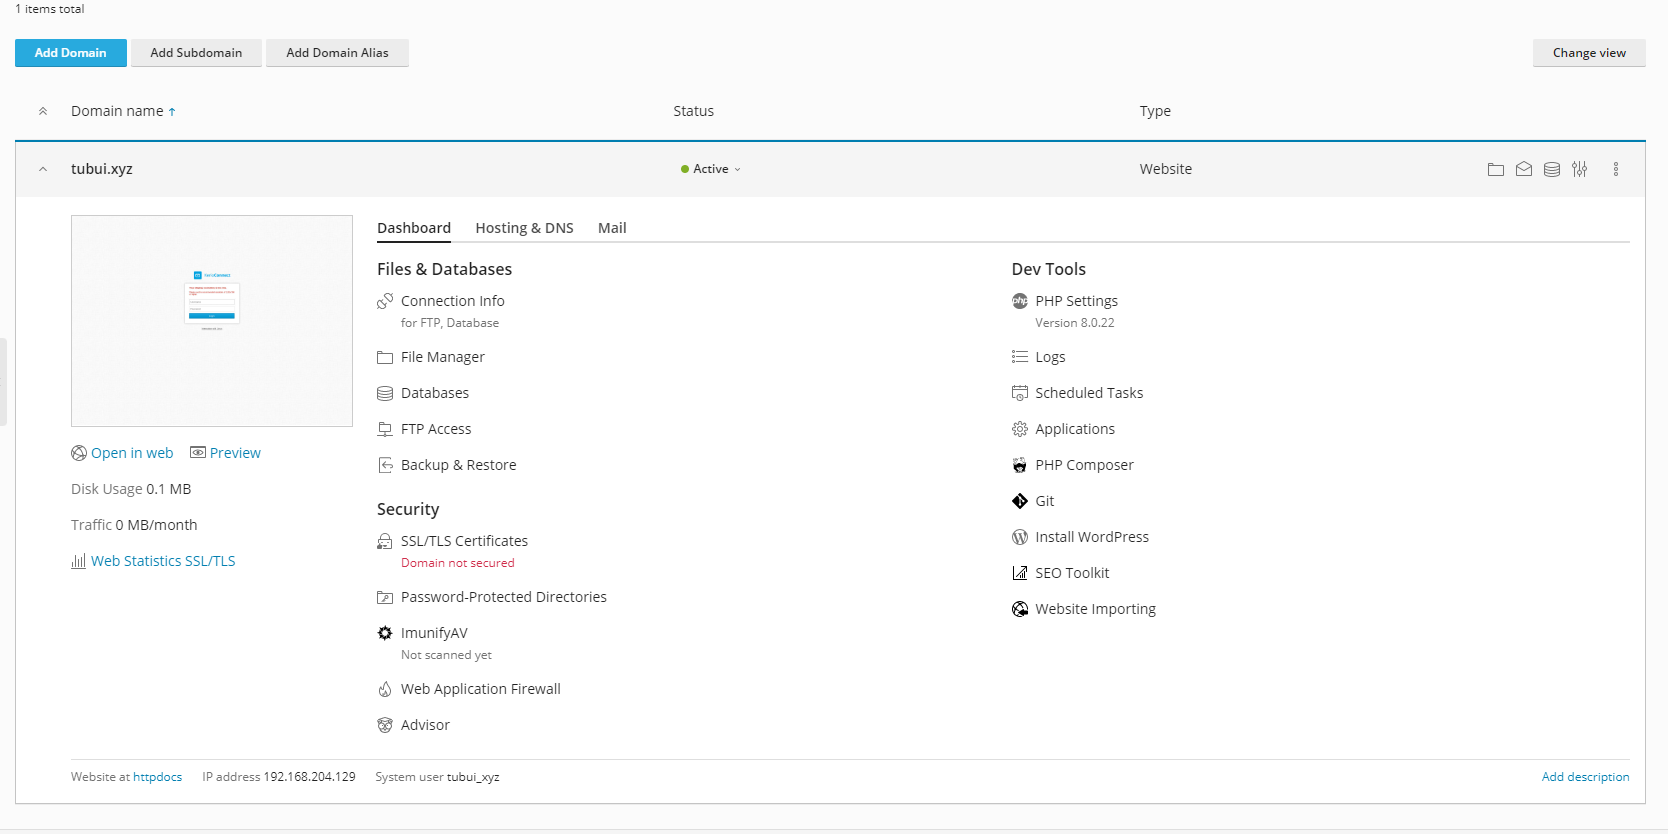 1 items total
Add Domain Add Subdomain Add Domain Alias Change view
Domain name Status Type
tubui.xyz Active Website
Dashboard Hosting & DNS Mail
Files & Databases
Connection Info
for FTP, Database
File Manager
Databases
FTP Access
Backup & Restore
Security
SSL/TLS Certificates
Domain not secured
Password-Protected Directories
ImunifyAV
Not scanned yet
Web Application Firewall
Advisor
Dev Tools
php PHP Settings
Version 8.0.22
Logs
Scheduled Tasks
Applications
PHP Composer
Git
Install WordPress
SEO Toolkit
Website Importing
Open in web Preview
Disk Usage 0.1 MB
Traffic 0 MB/month
Web Statistics SSL/TLS
Website at httpdocs IP address 192.168.204.129 System user tubui_xyz Add description